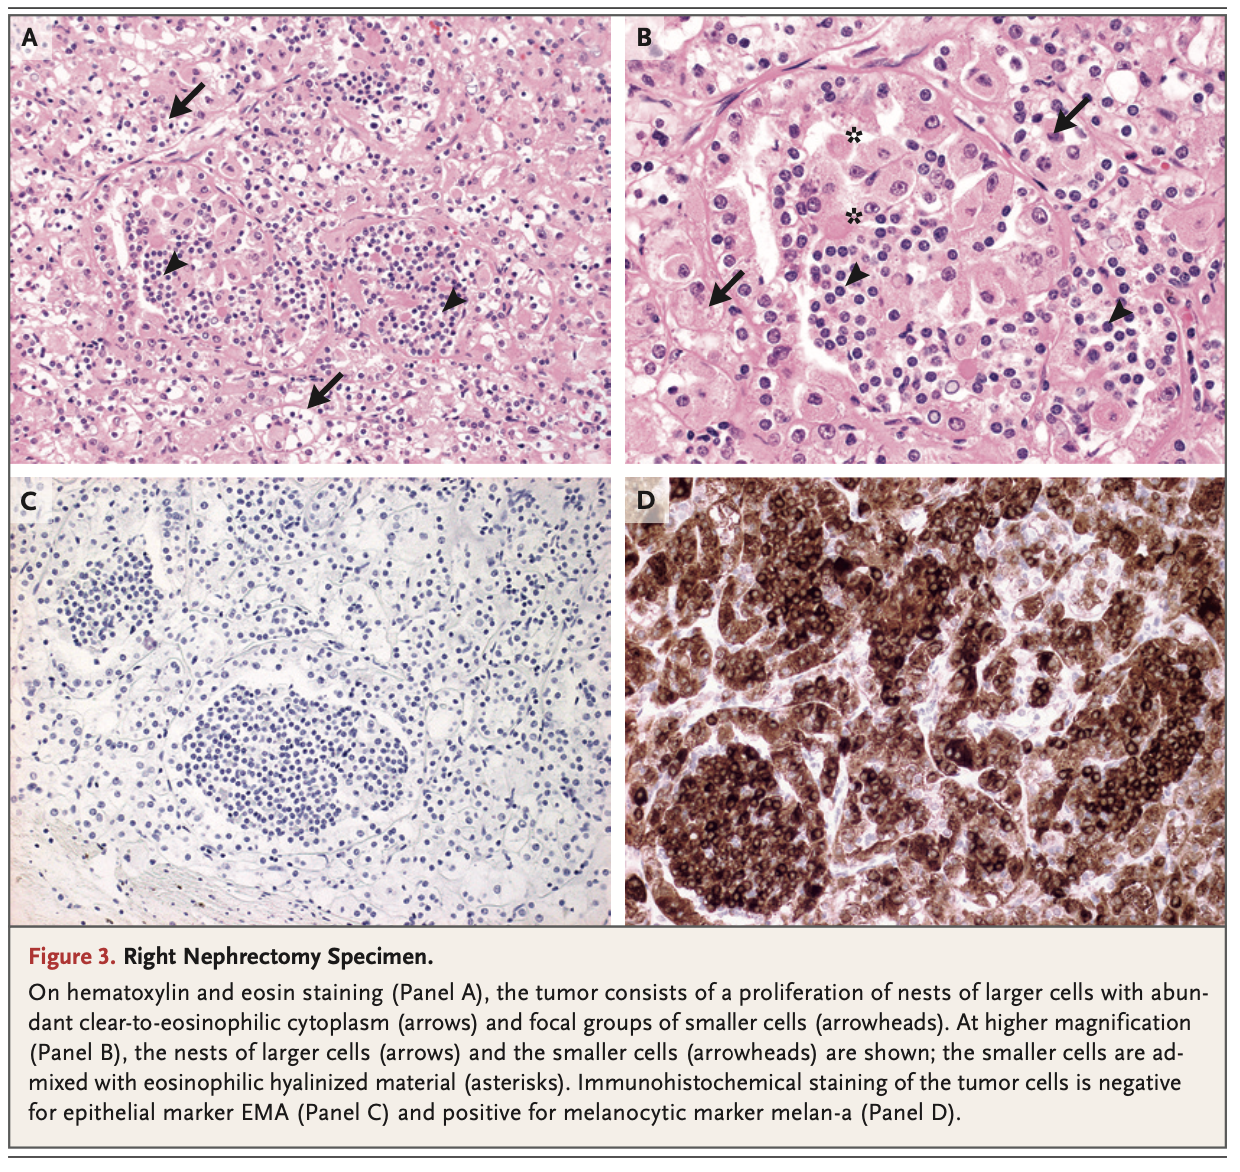 A
B
*
*
C
D
Figure 3. Right Nephrectomy Specimen.
On hematoxylin and eosin staining (Panel A), the tumor consists of a proliferation of nests of larger cells with abun-
dant clear-to-eosinophilic cytoplasm (arrows) and focal groups of smaller cells (arrowheads). At higher magnification
(Panel B), the nests of larger cells (arrows) and the smaller cells (arrowheads) are shown; the smaller cells are ad-
mixed with eosinophilic hyalinized material (asterisks). Immunohistochemical staining of the tumor cells is negative
for epithelial marker EMA (Panel C) and positive for melanocytic marker melan-a (Panel D).